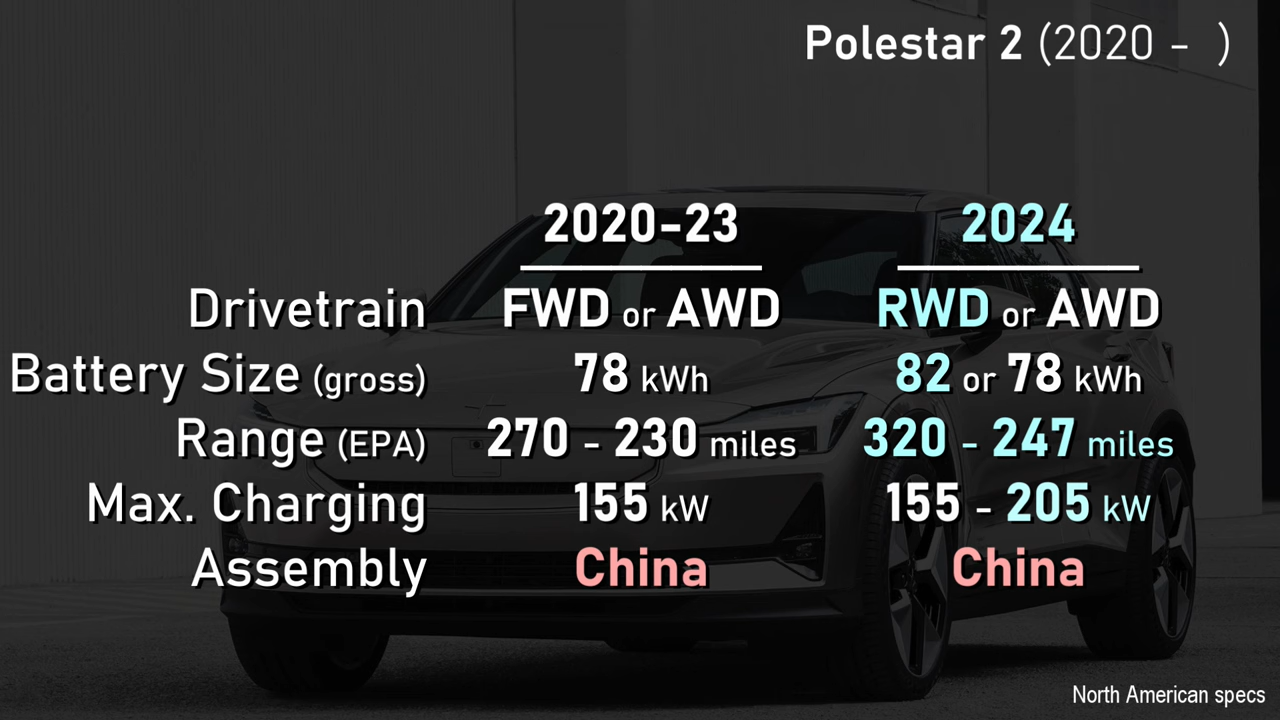 Polestar 2 (2020 - )
2020-23 2024
Drivetrain FWD or AWD RWD or AWD
Battery Size (gross) 78 kWh 82 or 78 kWh
Range (EPA) 270 - 230 miles 320 - 247 miles
Max. Charging 155 kW 155 - 205 kW
Assembly China China
North American specs